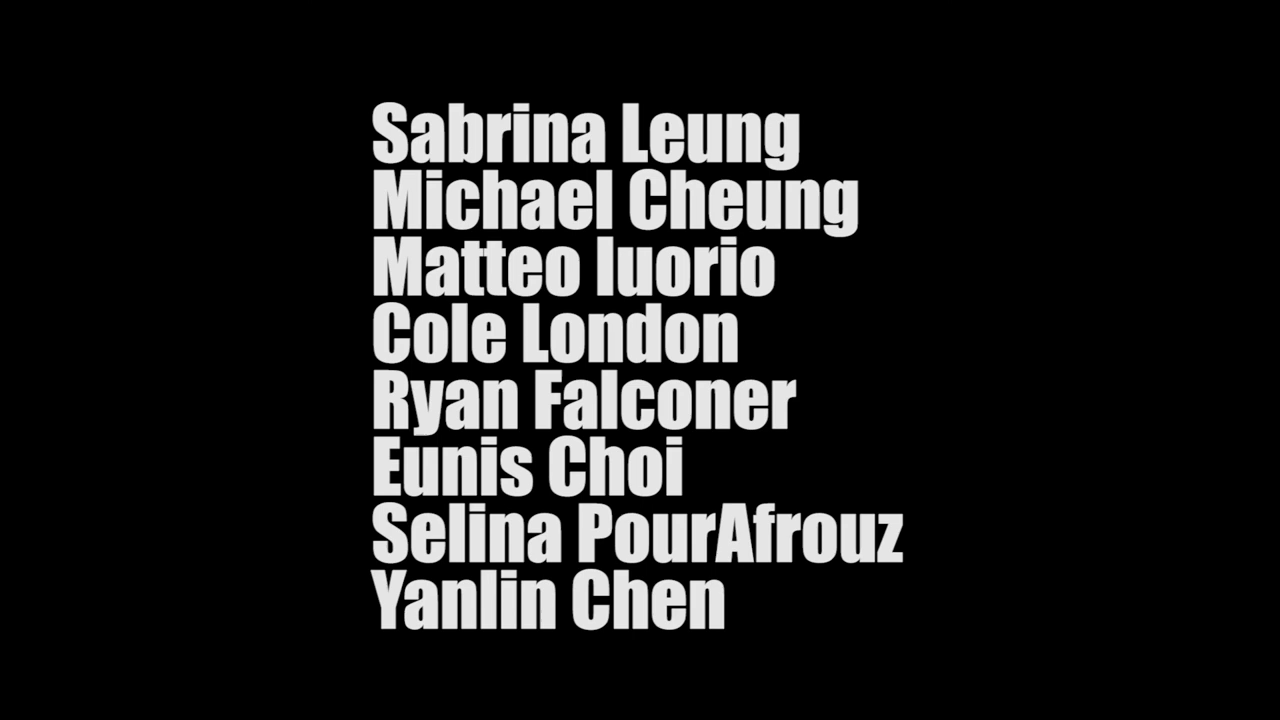 Sabrina Leung
Michael Cheung
Matteo Iuorio
Cole London
Ryan Falconer
Eunis Choi
Selina PourAfrouz
Yanlin Chen